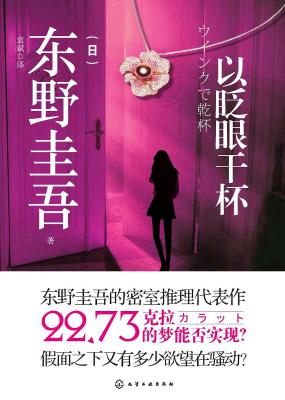 以眨眼干杯
ウインクで乾杯
〔日〕
东野圭吾
著
袁斌◎译
东野圭吾的密室推理代表作
22.73克拉カラット
的梦能否实现?
假面之下又有多少欲望在骚动?
化学工业出版社